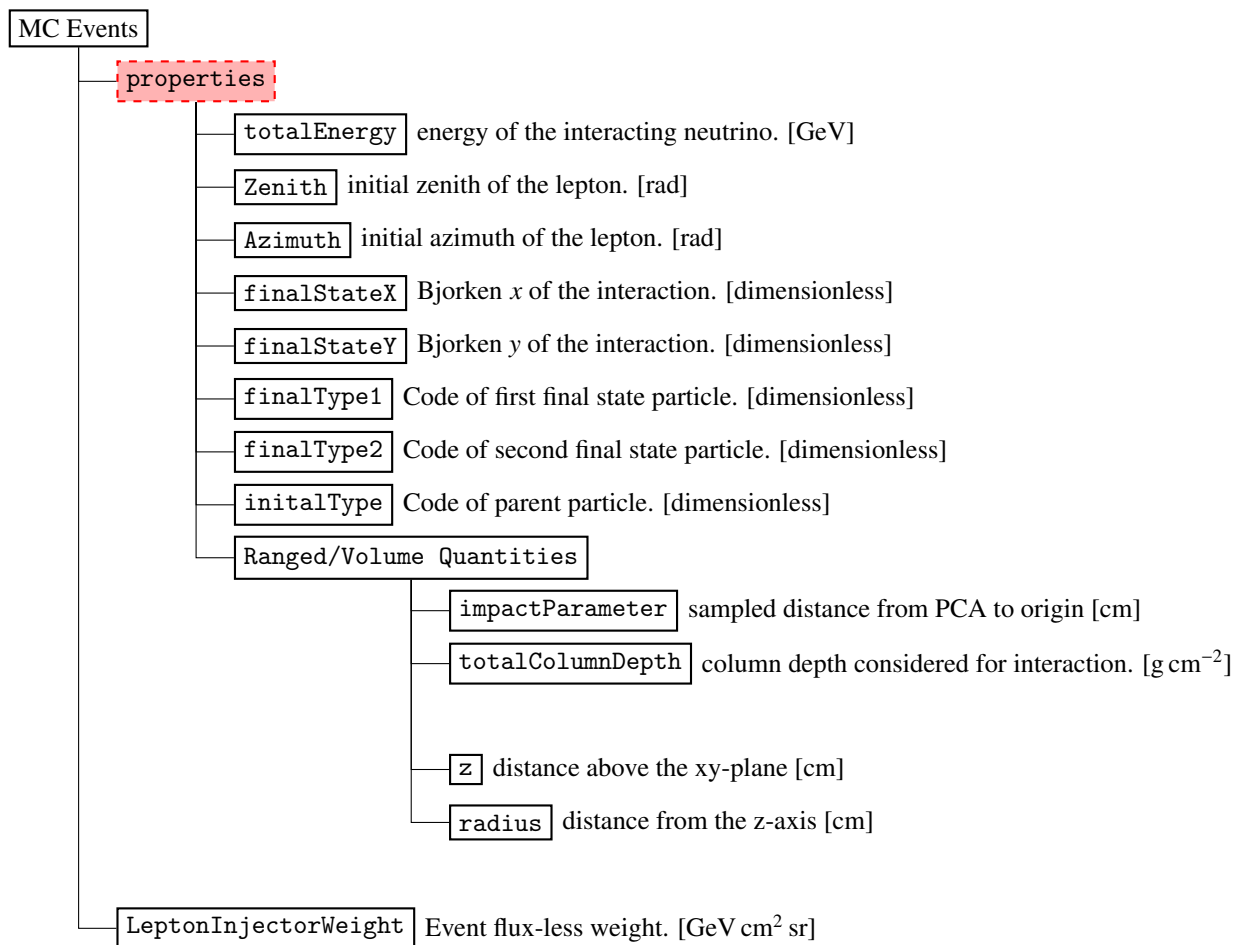 MC Events
properties
totalEnergy energy of the interacting neutrino. [GeV]
Zenith initial zenith of the lepton. [rad]
Azimuth initial azimuth of the lepton. [rad]
finalStateX Bjorken x of the interaction. [dimensionless]
finalStateY Bjorken y of the interaction. [dimensionless]
finalType1 Code of first final state particle. [dimensionless]
finalType2 Code of second final state particle. [dimensionless]
initalType Code of parent particle. [dimensionless]
Ranged/Volume Quantities
impactParameter sampled distance from PCA to origin [cm]
totalColumnDepth column depth considered for interaction. [g cm⁻²]
z distance above the xy-plane [cm]
radius distance from the z-axis [cm]
LeptonInjectorWeight Event flux-less weight. [GeV cm² sr]